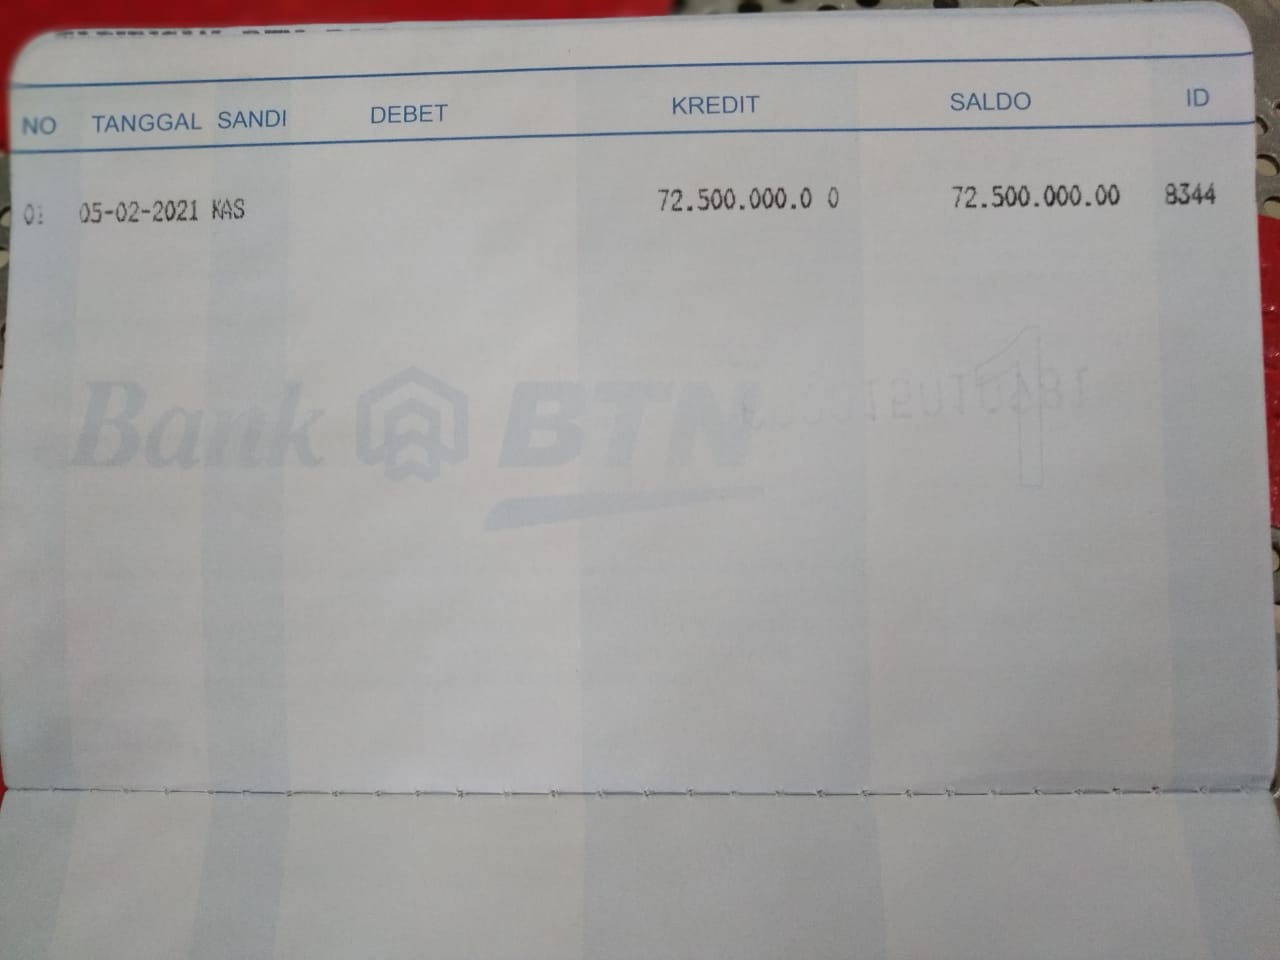 NO TANGGAL SANDI DEBET KREDIT SALDO ID
01 05-02-2021 KAS 72.500.000.0 0 72.500.000.00 8344
1
Bank BTN